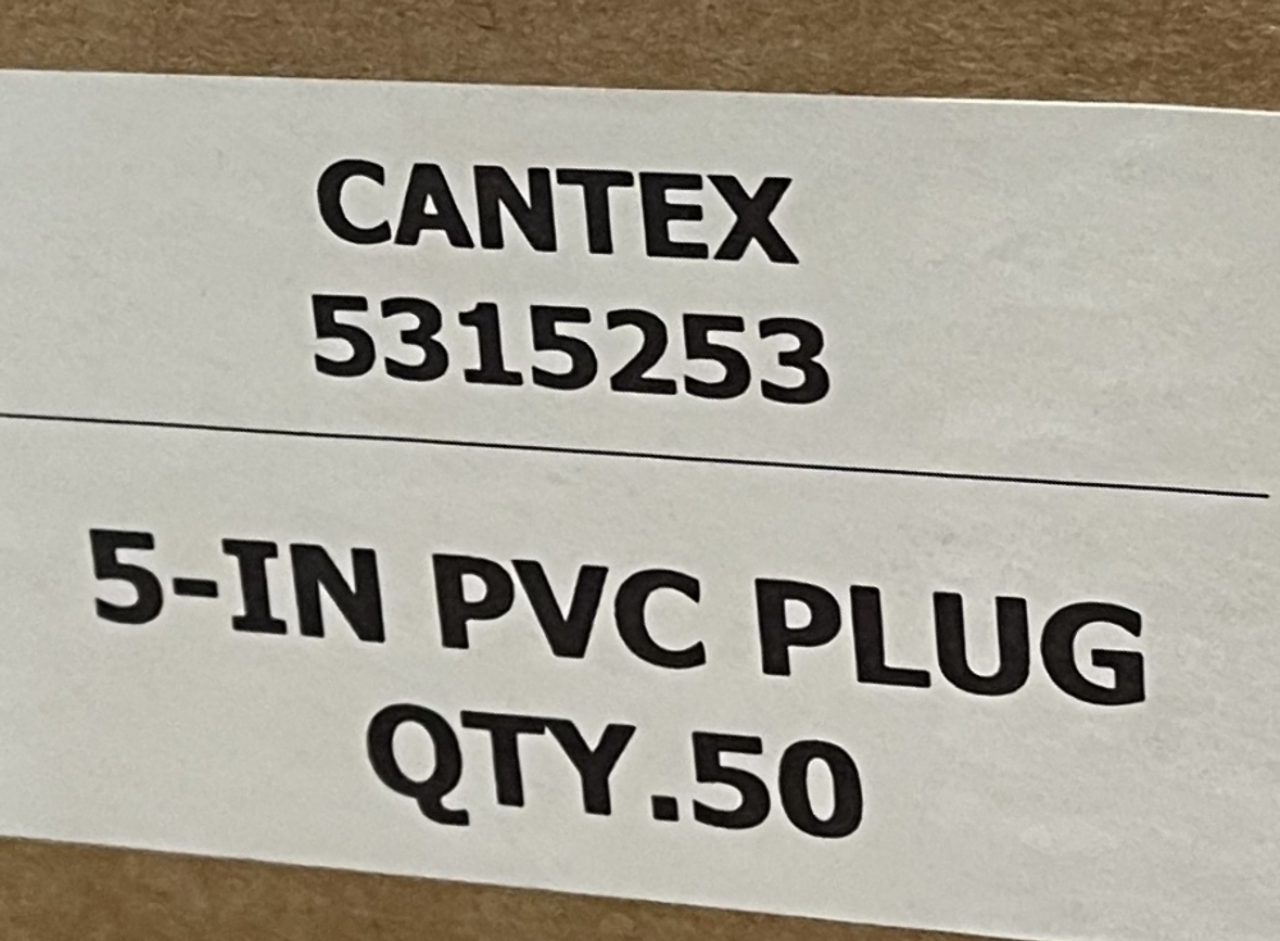 CANTEX
5315253
5-IN PVC PLUG
QTY.50